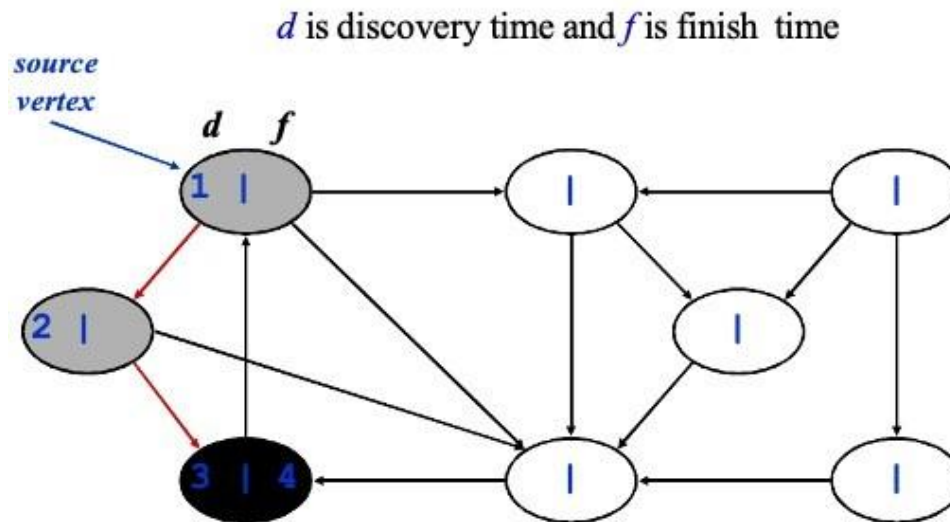 d is discovery time and f is finish time
source
vertex
d f
1 |
|
|
2 |
|
3 | 4
|
|